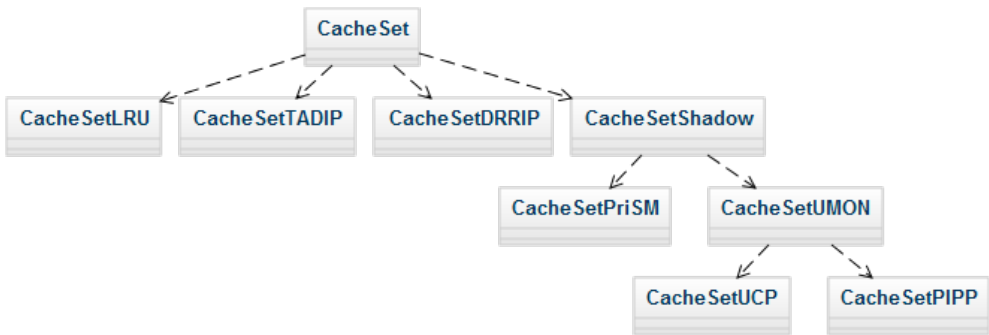 CacheSet
CacheSetLRU
CacheSetTADIP
CacheSetDRRIP
CacheSetShadow
CacheSetPriSM
CacheSetUMON
CacheSetUCP
CacheSetPIPP